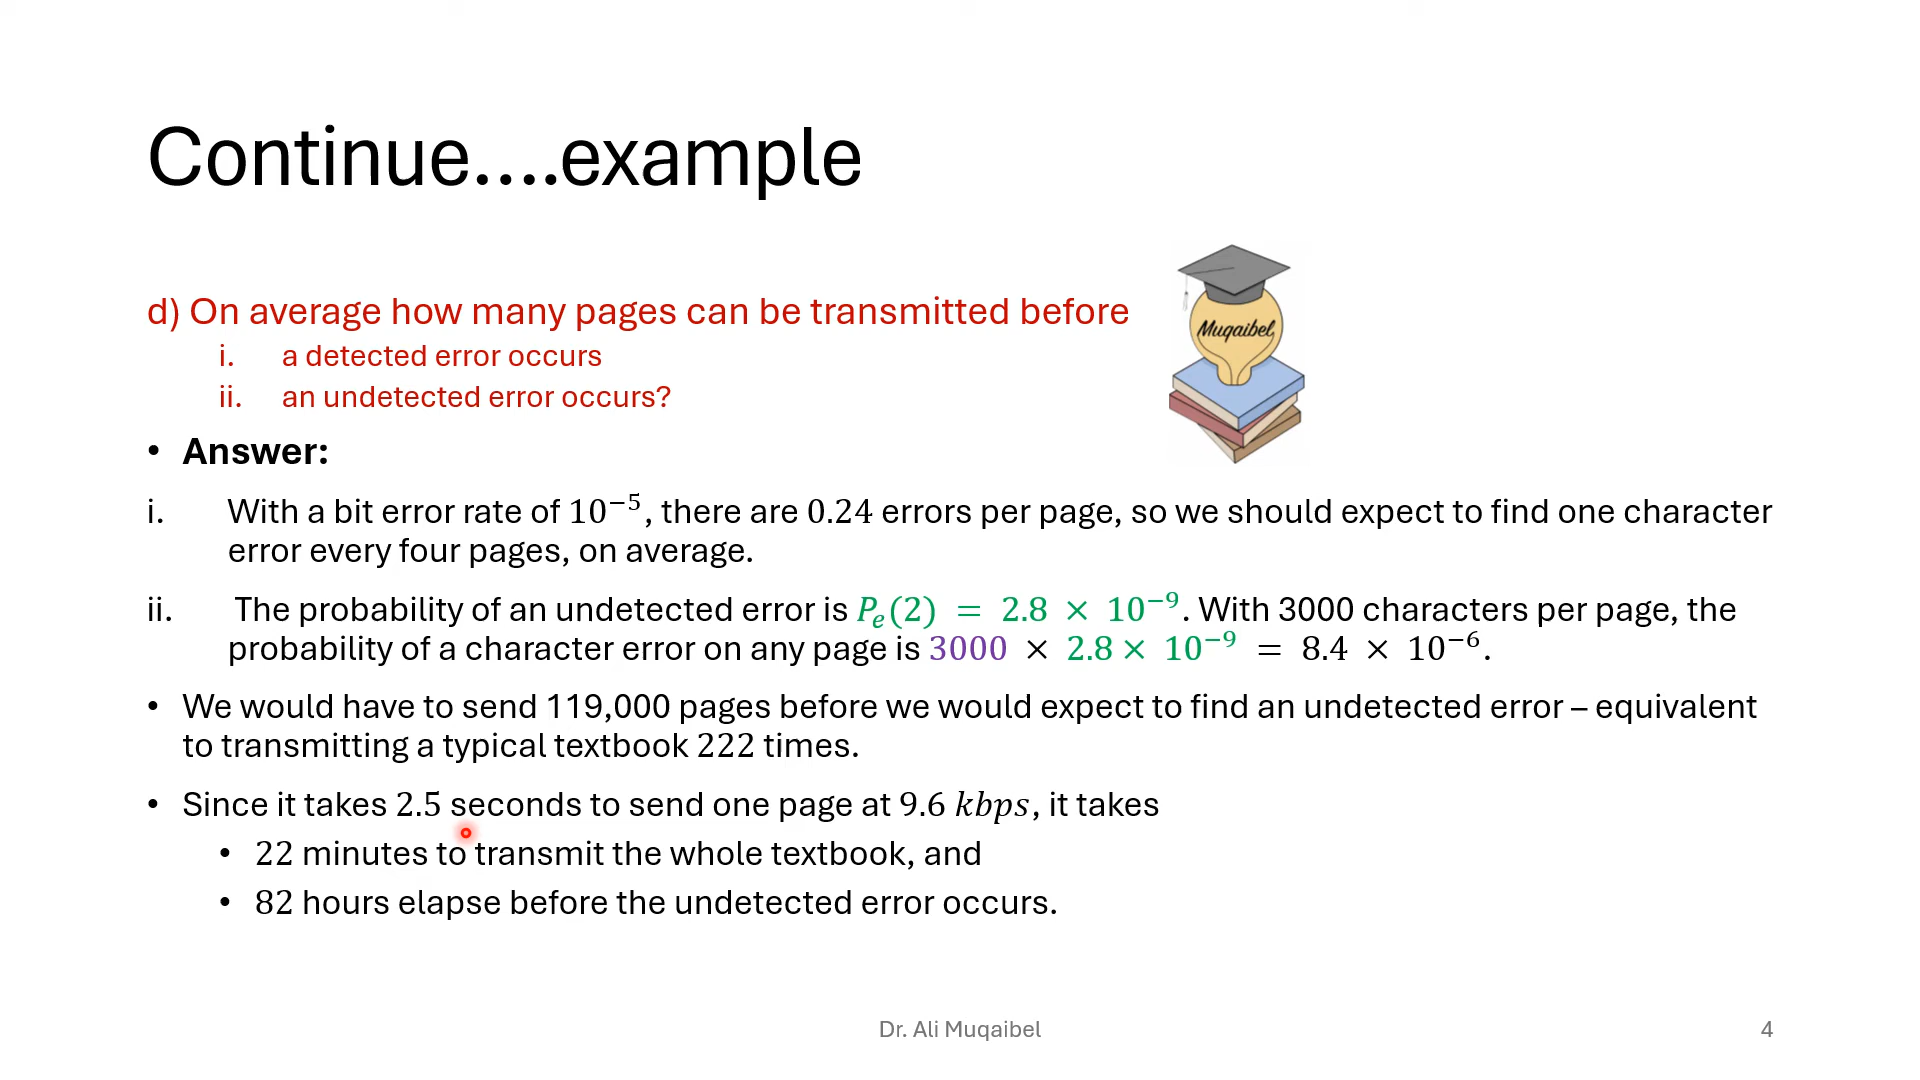 Continue....example
d) On average how many pages can be transmitted before
i. a detected error occurs
ii. an undetected error occurs?
Muqaibel
• Answer:
i. With a bit error rate of 10⁻⁵, there are 0.24 errors per page, so we should expect to find one character
error every four pages, on average.
ii. The probability of an undetected error is Pₑ(2) = 2.8 × 10⁻⁹. With 3000 characters per page, the
probability of a character error on any page is 3000 × 2.8 × 10⁻⁹ = 8.4 × 10⁻⁶.
• We would have to send 119,000 pages before we would expect to find an undetected error – equivalent
to transmitting a typical textbook 222 times.
• Since it takes 2.5 seconds to send one page at 9.6 kbps, it takes
• 22 minutes to transmit the whole textbook, and
• 82 hours elapse before the undetected error occurs.
Dr. Ali Muqaibel
4